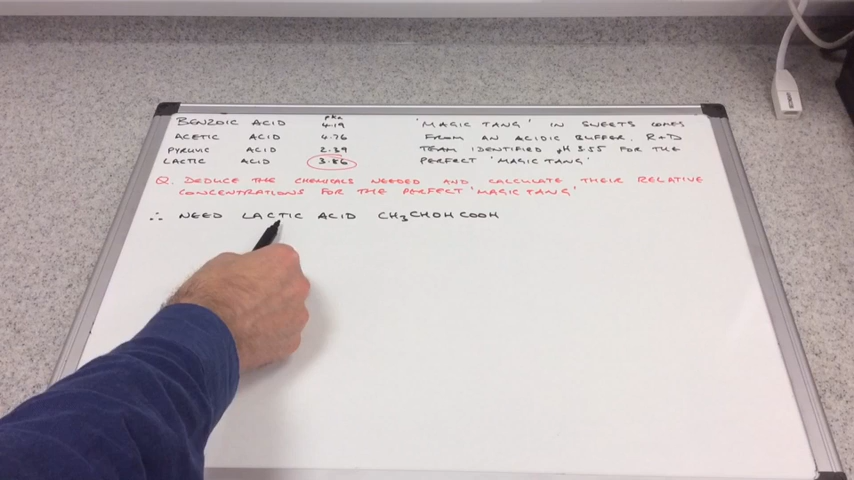 pka
BENZOIC ACID 4.19
ACETIC ACID 4.76
PYRUVIC ACID 2.39
LACTIC ACID 3.86
'MAGIC TANG' IN SWEETS COMES
FROM AN ACIDIC BUFFER. R+D
TEAM IDENTIFIED pH 3.55 FOR THE
PERFECT 'MAGIC TANG'
Q. DEDUCE THE CHEMICALS NEEDED AND CALCULATE THEIR RELATIVE
CONCENTRATIONS FOR THE PERFECT 'MAGIC TANG'
∴ NEED LACTIC ACID CH₃CHOHCOOH